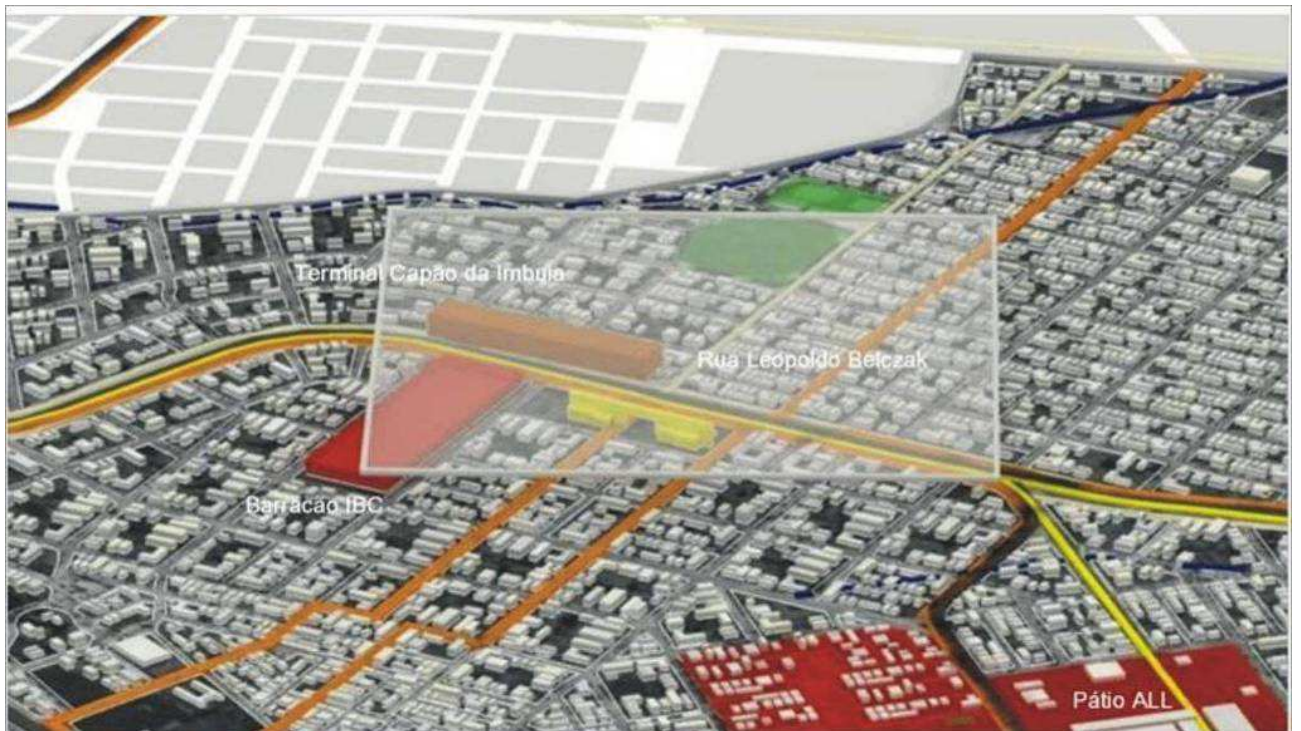 Terminal Capão da Imbuia
Rua Leopoldo Belczak
Barracão IBC
Pátio ALL